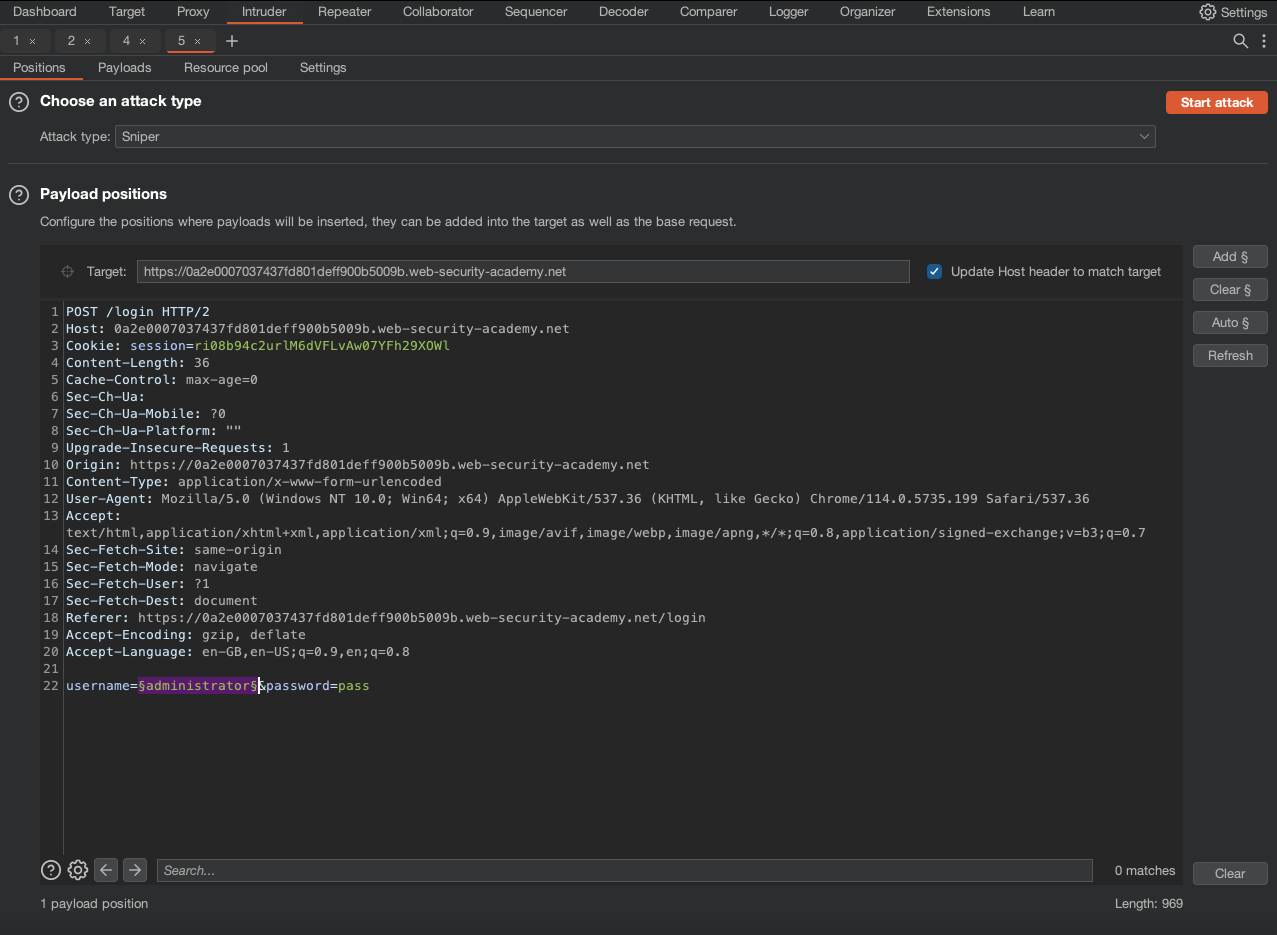 Dashboard Target Proxy Intruder Repeater Collaborator Sequencer Decoder Comparer Logger Organizer Extensions Learn Settings
1 × 2 × 4 × 5 × +
Positions Payloads Resource pool Settings
? Choose an attack type Start attack
Attack type: Sniper
? Payload positions
Configure the positions where payloads will be inserted, they can be added into the target as well as the base request.
Target: https://0a2e0007037437fd801deff900b5009b.web-security-academy.net Update Host header to match target Add §
Clear §
Auto §
Refresh
1 POST /login HTTP/2
2 Host: 0a2e0007037437fd801deff900b5009b.web-security-academy.net
3 Cookie: session=ri08b94c2urlM6dVFLvAw07YFh29XOWl
4 Content-Length: 36
5 Cache-Control: max-age=0
6 Sec-Ch-Ua:
7 Sec-Ch-Ua-Mobile: ?0
8 Sec-Ch-Ua-Platform: ""
9 Upgrade-Insecure-Requests: 1
10 Origin: https://0a2e0007037437fd801deff900b5009b.web-security-academy.net
11 Content-Type: application/x-www-form-urlencoded
12 User-Agent: Mozilla/5.0 (Windows NT 10.0; Win64; x64) AppleWebKit/537.36 (KHTML, like Gecko) Chrome/114.0.5735.199 Safari/537.36
13 Accept:
text/html,application/xhtml+xml,application/xml;q=0.9,image/avif,image/webp,image/apng,*/*;q=0.8,application/signed-exchange;v=b3;q=0.7
14 Sec-Fetch-Site: same-origin
15 Sec-Fetch-Mode: navigate
16 Sec-Fetch-User: ?1
17 Sec-Fetch-Dest: document
18 Referer: https://0a2e0007037437fd801deff900b5009b.web-security-academy.net/login
19 Accept-Encoding: gzip, deflate
20 Accept-Language: en-GB,en-US;q=0.9,en;q=0.8
21
22 username=§administrator§&password=pass
? Search... 0 matches Clear
1 payload position Length: 969